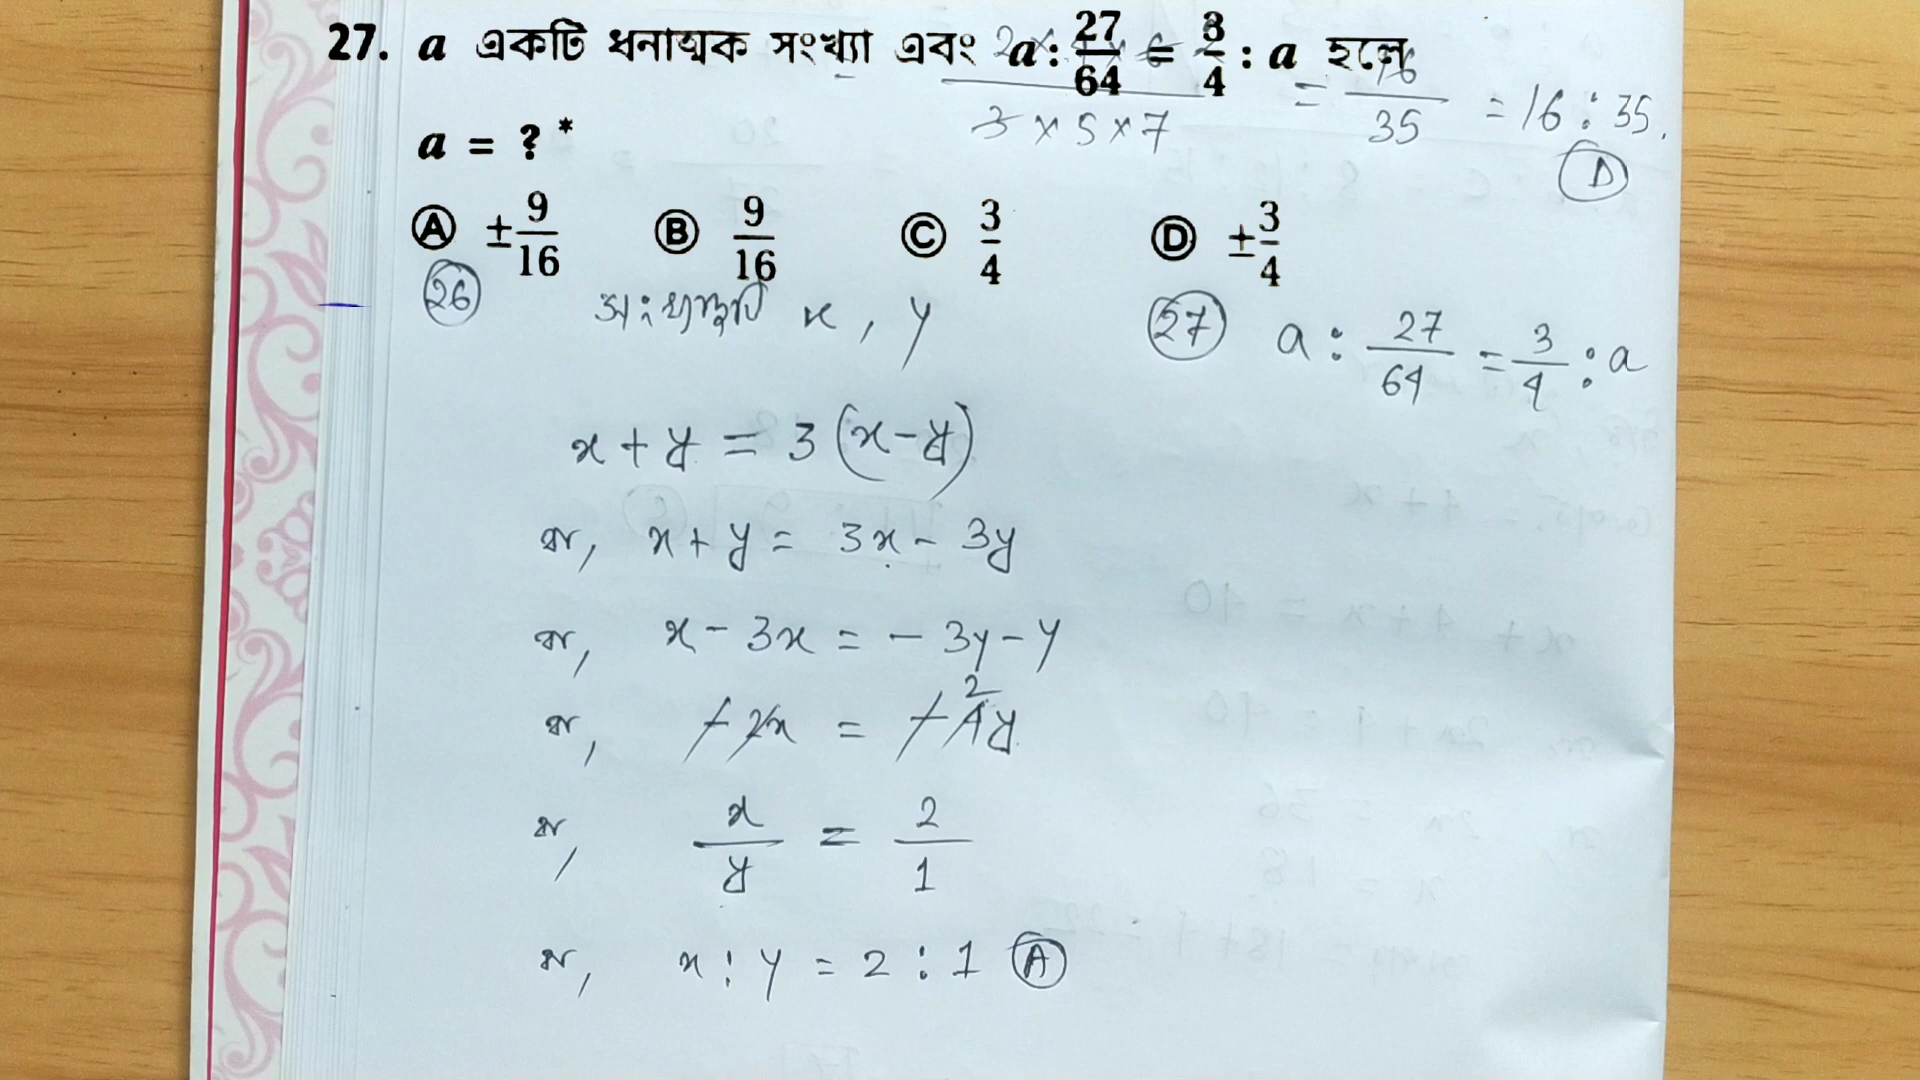 27. a একটি ধনাত্মক সংখ্যা এবং a : 27/64 = 3/4 : a হলে
a = ? *
3 × 5 × 7 = 16/35 = 16 : 35.
D
Ⓐ ±9/16 Ⓑ 9/16 Ⓒ 3/4 Ⓓ ±3/4
26 সংখ্যাদুটি x, y
x + y = 3(x-y)
বা, x + y = 3x - 3y
বা, x - 3x = - 3y - y
বা, -2x = -4y 2
বা, x/y = 2/1
বা, x : y = 2 : 1 A
27 a : 27/64 = 3/4 : a